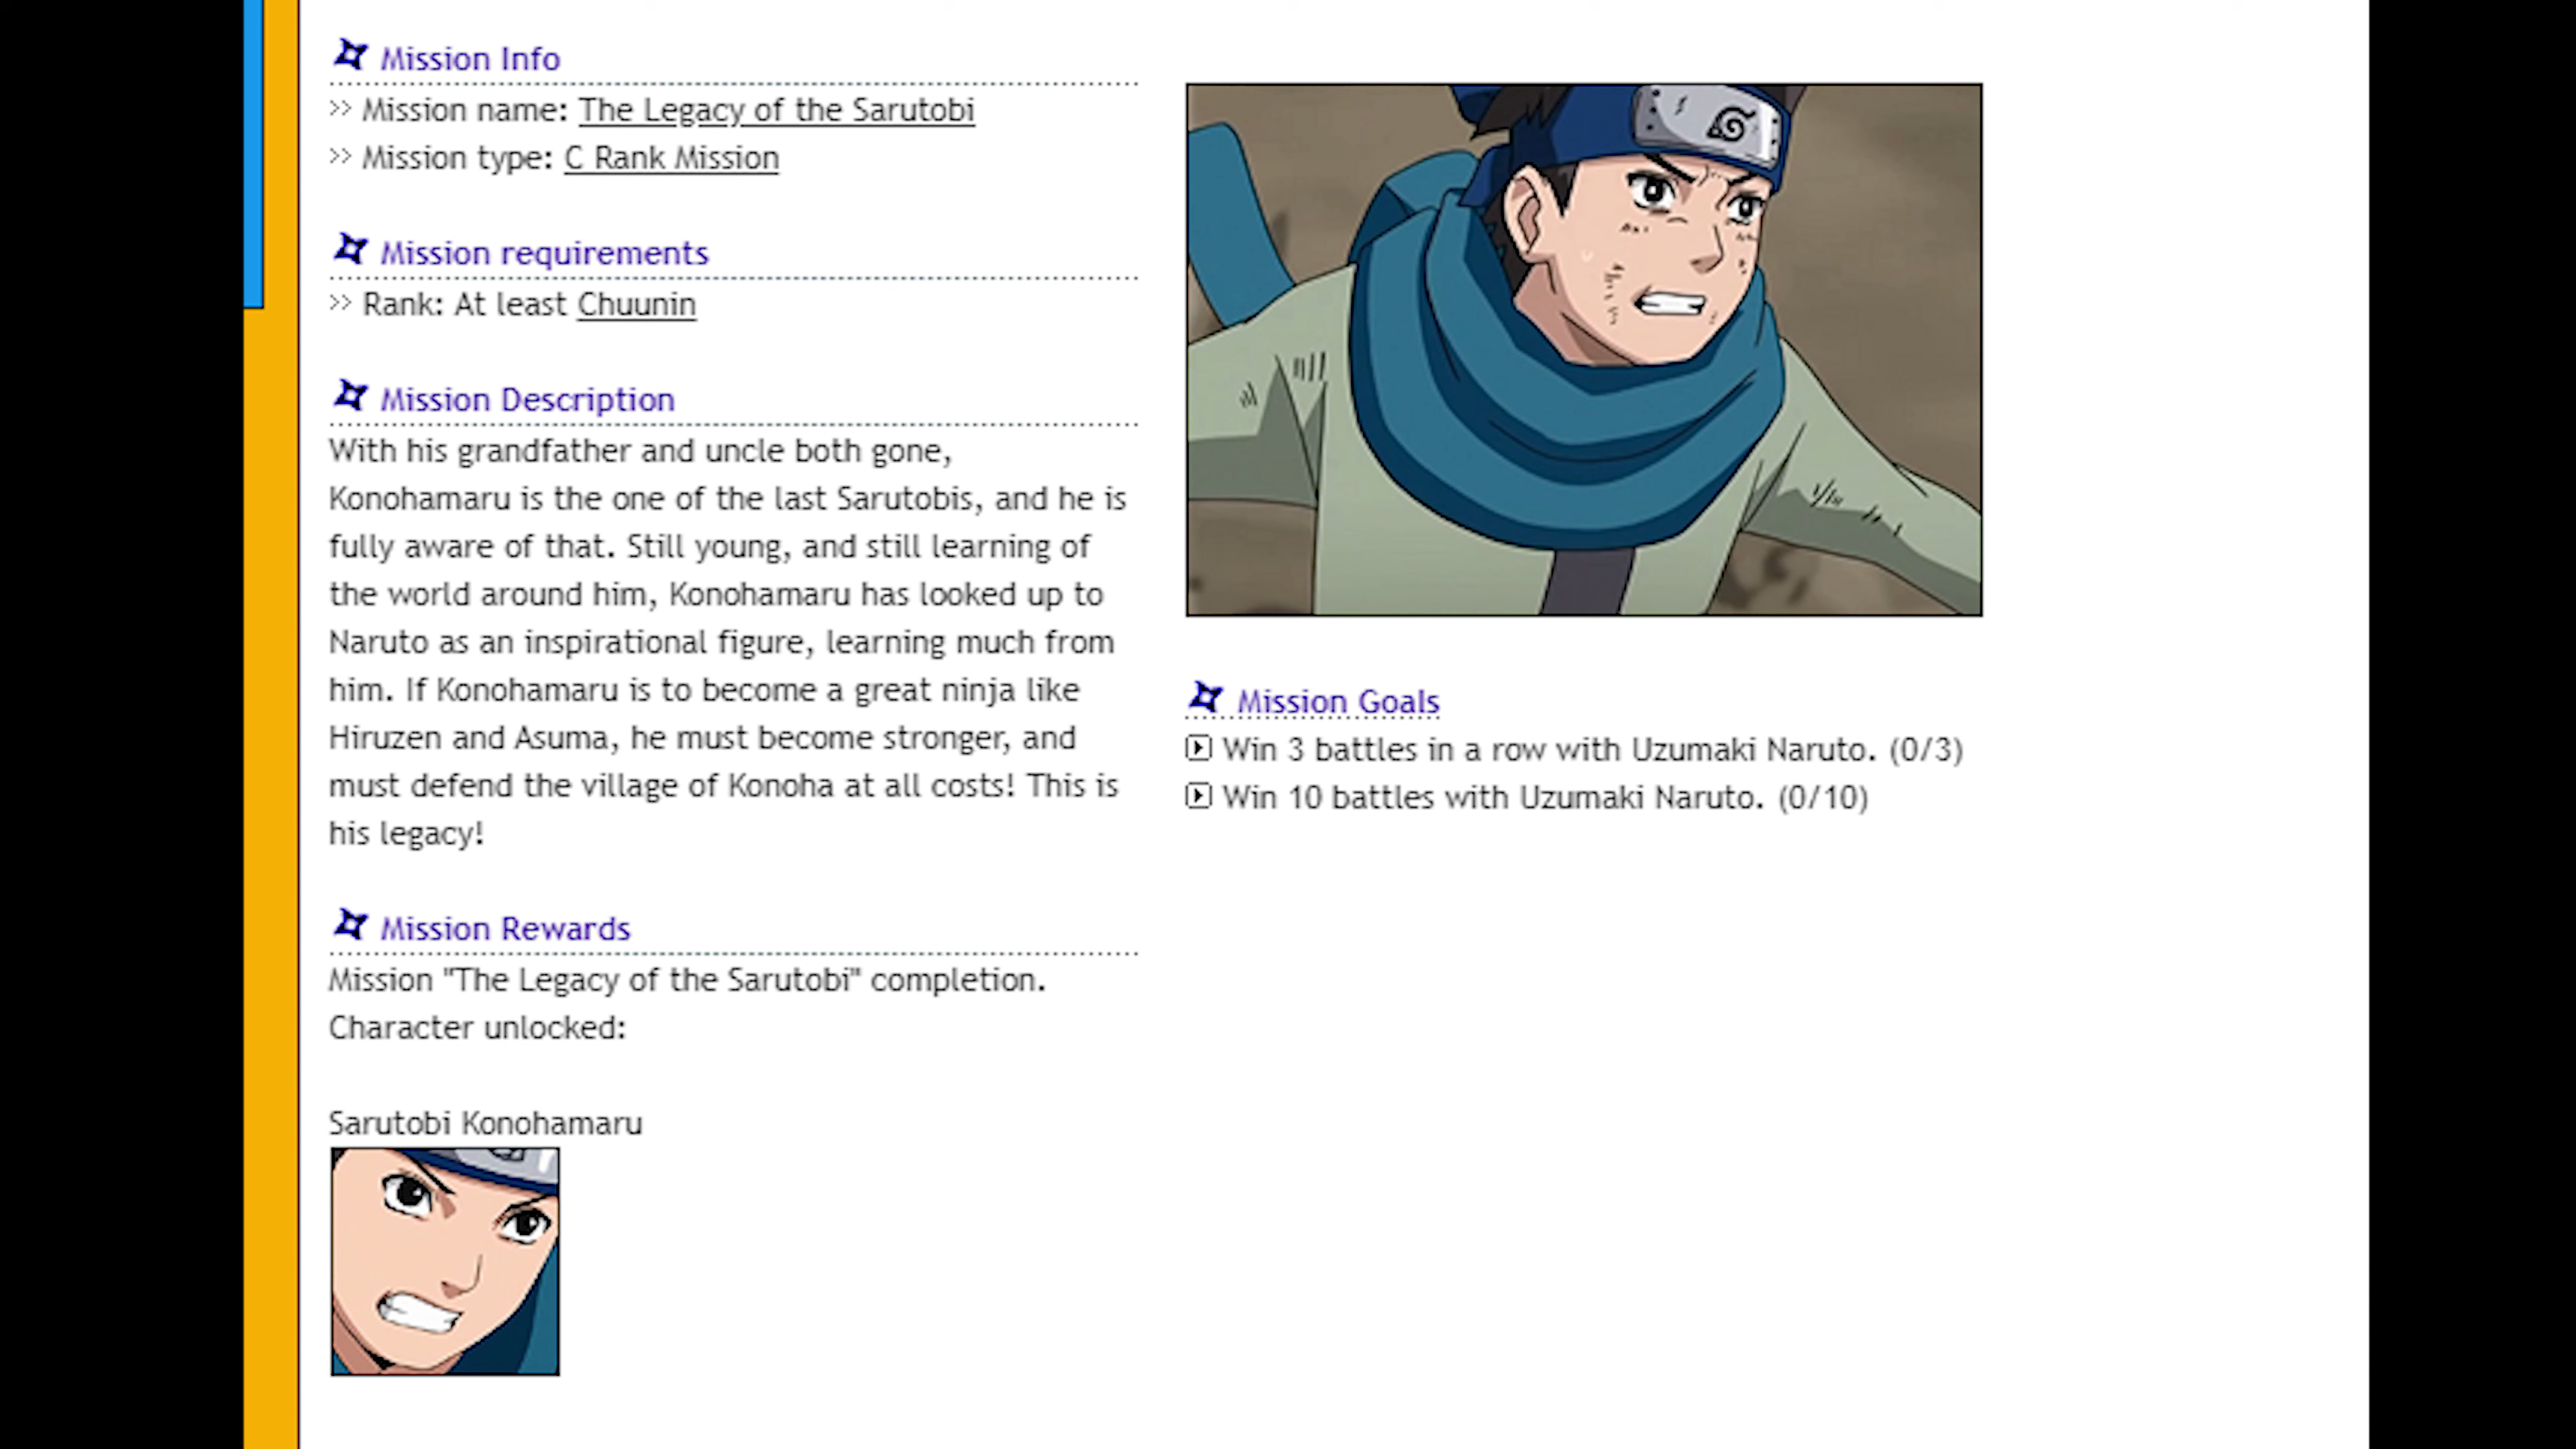 Mission Info
>> Mission name: The Legacy of the Sarutobi
>> Mission type: C Rank Mission
Mission requirements
>> Rank: At least Chuunin
Mission Description
With his grandfather and uncle both gone,
Konohamaru is the one of the last Sarutobis, and he is
fully aware of that. Still young, and still learning of
the world around him, Konohamaru has looked up to
Naruto as an inspirational figure, learning much from
him. If Konohamaru is to become a great ninja like
Hiruzen and Asuma, he must become stronger, and
must defend the village of Konoha at all costs! This is
his legacy!
Mission Rewards
Mission "The Legacy of the Sarutobi" completion.
Character unlocked:
Sarutobi Konohamaru
Mission Goals
Win 3 battles in a row with Uzumaki Naruto. (0/3)
Win 10 battles with Uzumaki Naruto. (0/10)